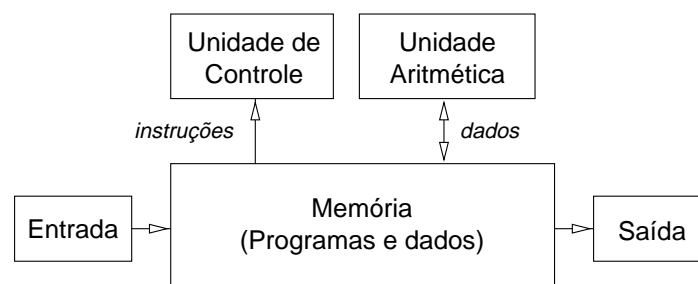 Unidade de
Controle
Unidade
Aritmética
instruções
dados
Entrada
Memória
(Programas e dados)
Saída